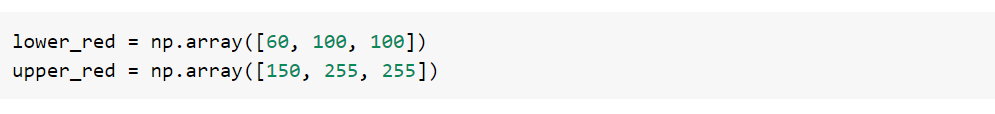 lower_red = np.array([60, 100, 100])
upper_red = np.array([150, 255, 255])